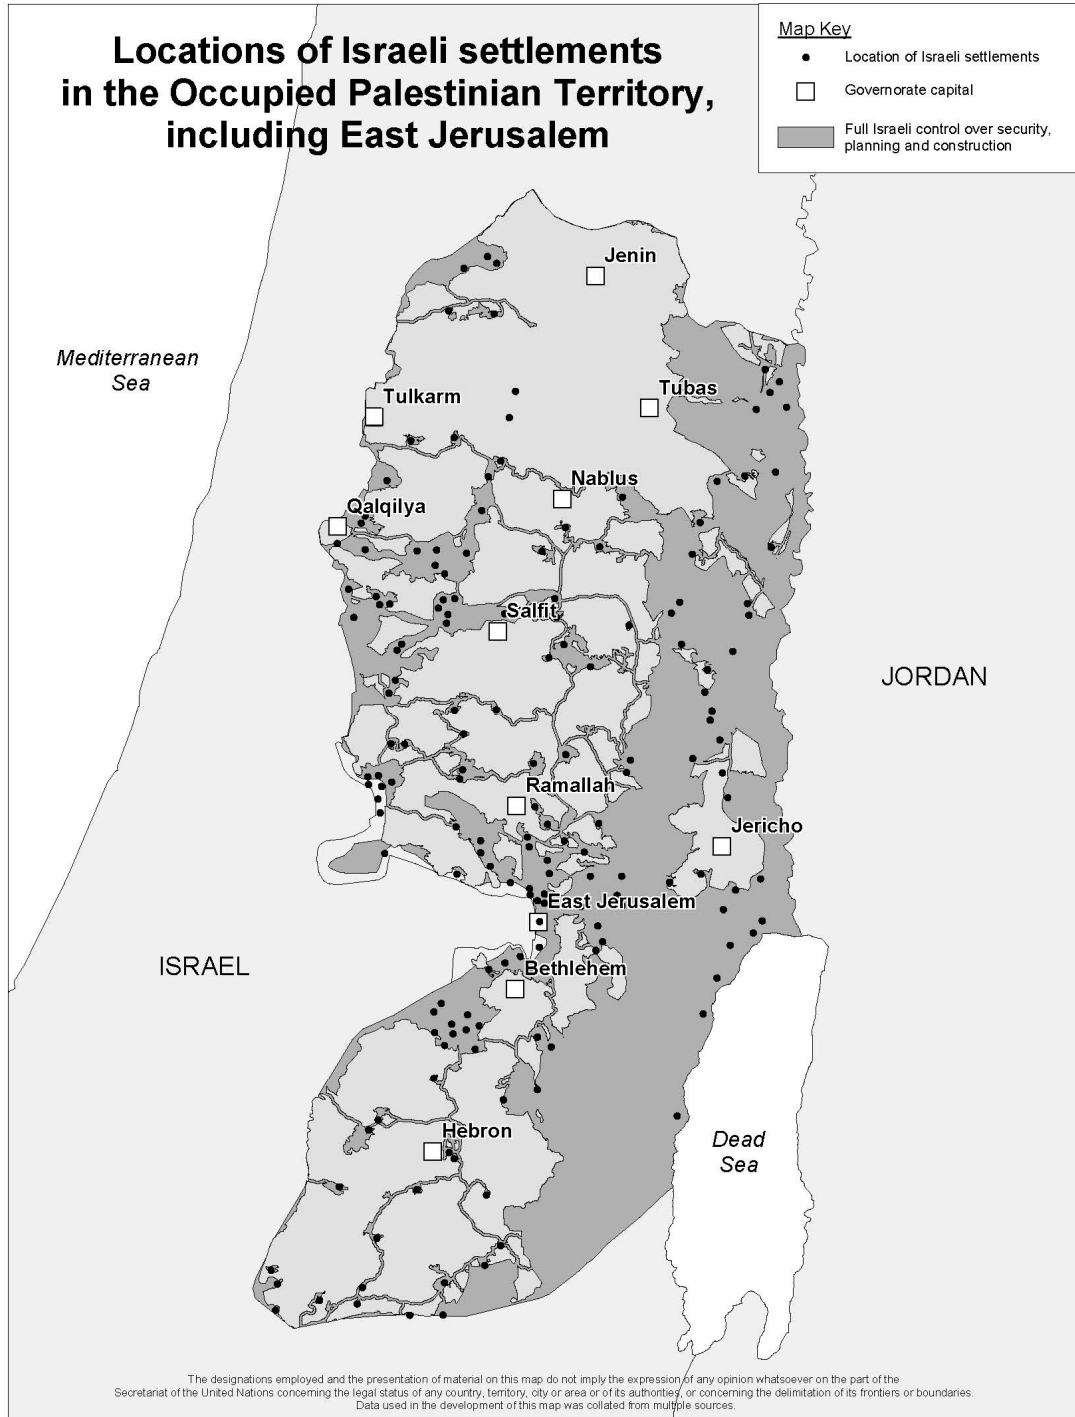 Locations of Israeli settlements
in the Occupied Palestinian Territory,
including East Jerusalem
Map Key
Location of Israeli settlements
Governorate capital
Full Israeli control over security,
planning and construction
Jenin
Mediterranean
Sea
Tulkarm
Tubas
Nablus
Qalqilya
Salfit
JORDAN
Ramallah
Jericho
East Jerusalem
ISRAEL
Bethlehem
Hebron
Dead
Sea
The designations employed and the presentation of material on this map do not imply the expression of any opinion whatsoever on the part of the
Secretariat of the United Nations concerning the legal status of any country, territory, city or area or of its authorities, or concerning the delimitation of its frontiers or boundaries.
Data used in the development of this map was collated from multiple sources.